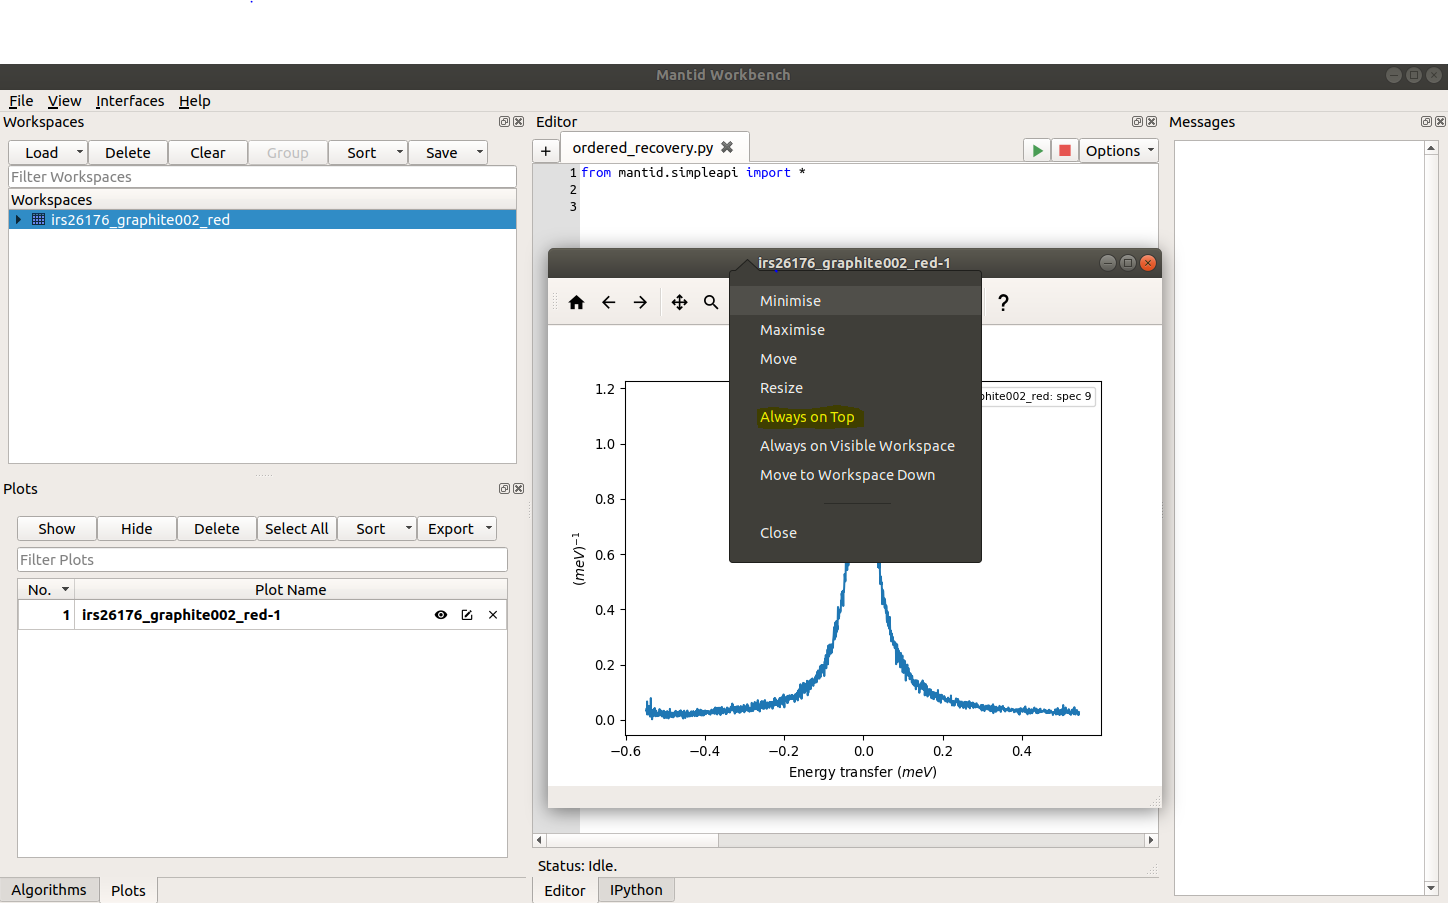 Mantid Workbench
File View Interfaces Help
Workspaces
Load Delete Clear Group Sort Save
Filter Workspaces
Workspaces
irs26176_graphite002_red
Plots
Show Hide Delete Select All Sort Export
Filter Plots
No. Plot Name
1 irs26176_graphite002_red-1
Algorithms Plots
Editor
+ ordered_recovery.py Options
1 from mantid.simpleapi import *
2
3
irs26176_graphite002_red-1
?
Minimise
Maximise
Move
Resize
Always on Top
Always on Visible Workspace
Move to Workspace Down
Close
phite002_red: spec 9
1.2
1.0
0.8
0.6
0.4
0.2
0.0
(meV)⁻¹
−0.6 −0.4 −0.2 0.0 0.2 0.4
Energy transfer (meV)
Status: Idle.
Editor IPython
Messages